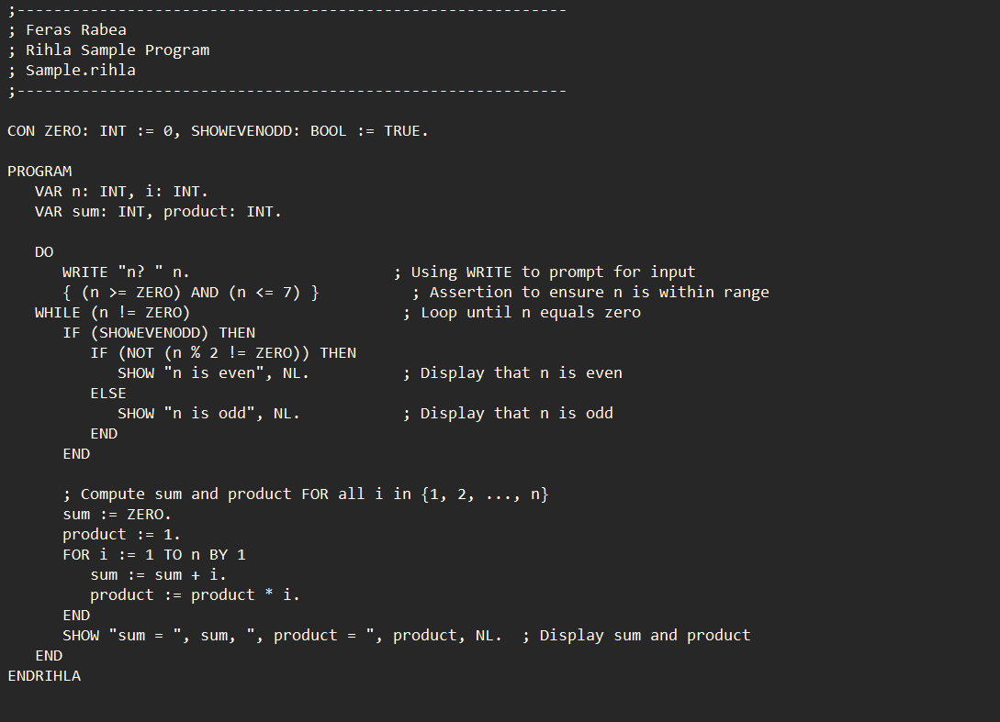 ;------------------------------------------------------------
; Feras Rabea
; Rihla Sample Program
; Sample.rihla
;------------------------------------------------------------

CON ZERO: INT := 0, SHOWEVENODD: BOOL := TRUE.

PROGRAM
   VAR n: INT, i: INT.
   VAR sum: INT, product: INT.

   DO
      WRITE "n? " n.                      ; Using WRITE to prompt for input
      { (n >= ZERO) AND (n <= 7) }          ; Assertion to ensure n is within range
   WHILE (n != ZERO)                       ; Loop until n equals zero
      IF (SHOWEVENODD) THEN
         IF (NOT (n % 2 != ZERO)) THEN
            SHOW "n is even", NL.          ; Display that n is even
         ELSE
            SHOW "n is odd", NL.           ; Display that n is odd
         END
      END

      ; Compute sum and product FOR all i in {1, 2, ..., n}
      sum := ZERO.
      product := 1.
      FOR i := 1 TO n BY 1
         sum := sum + i.
         product := product * i.
      END
      SHOW "sum = ", sum, ", product = ", product, NL.  ; Display sum and product
   END
ENDRIHLA